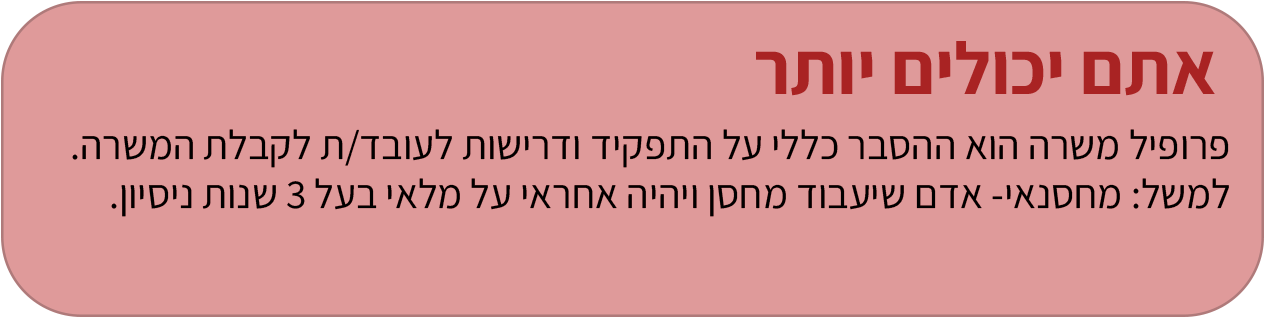 אתם יכולים יותר
פרופיל משרה הוא ההסבר כללי על התפקיד ודרישות לעובד/ת לקבלת המשרה.
למשל: מחסנאי- אדם שיעבוד מחסן ויהיה אחראי על מלאי בעל 3 שנות ניסיון.